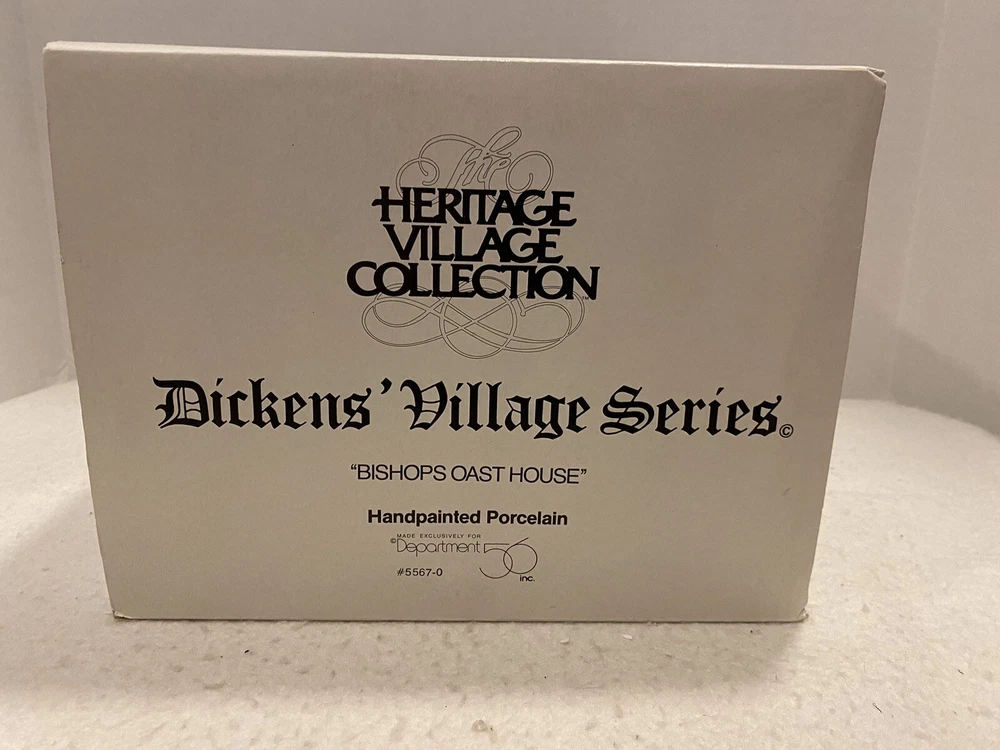 The
HERITAGE
VILLAGE
COLLECTION™
Dickens' Village Series©
“BISHOPS OAST HOUSE”
Handpainted Porcelain
MADE EXCLUSIVELY FOR
©Department 56
inc.
#5567-0